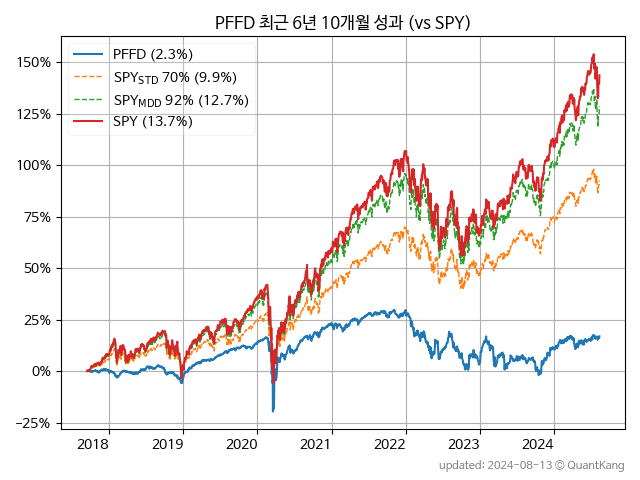 PFFD 최근 6년 10개월 성과 (vs SPY)
PFFD (2.3%)
SPY_STD 70% (9.9%)
SPY_MDD 92% (12.7%)
SPY (13.7%)
150%
125%
100%
75%
50%
25%
0%
−25%
2018 2019 2020 2021 2022 2023 2024
updated: 2024-08-13 © QuantKang